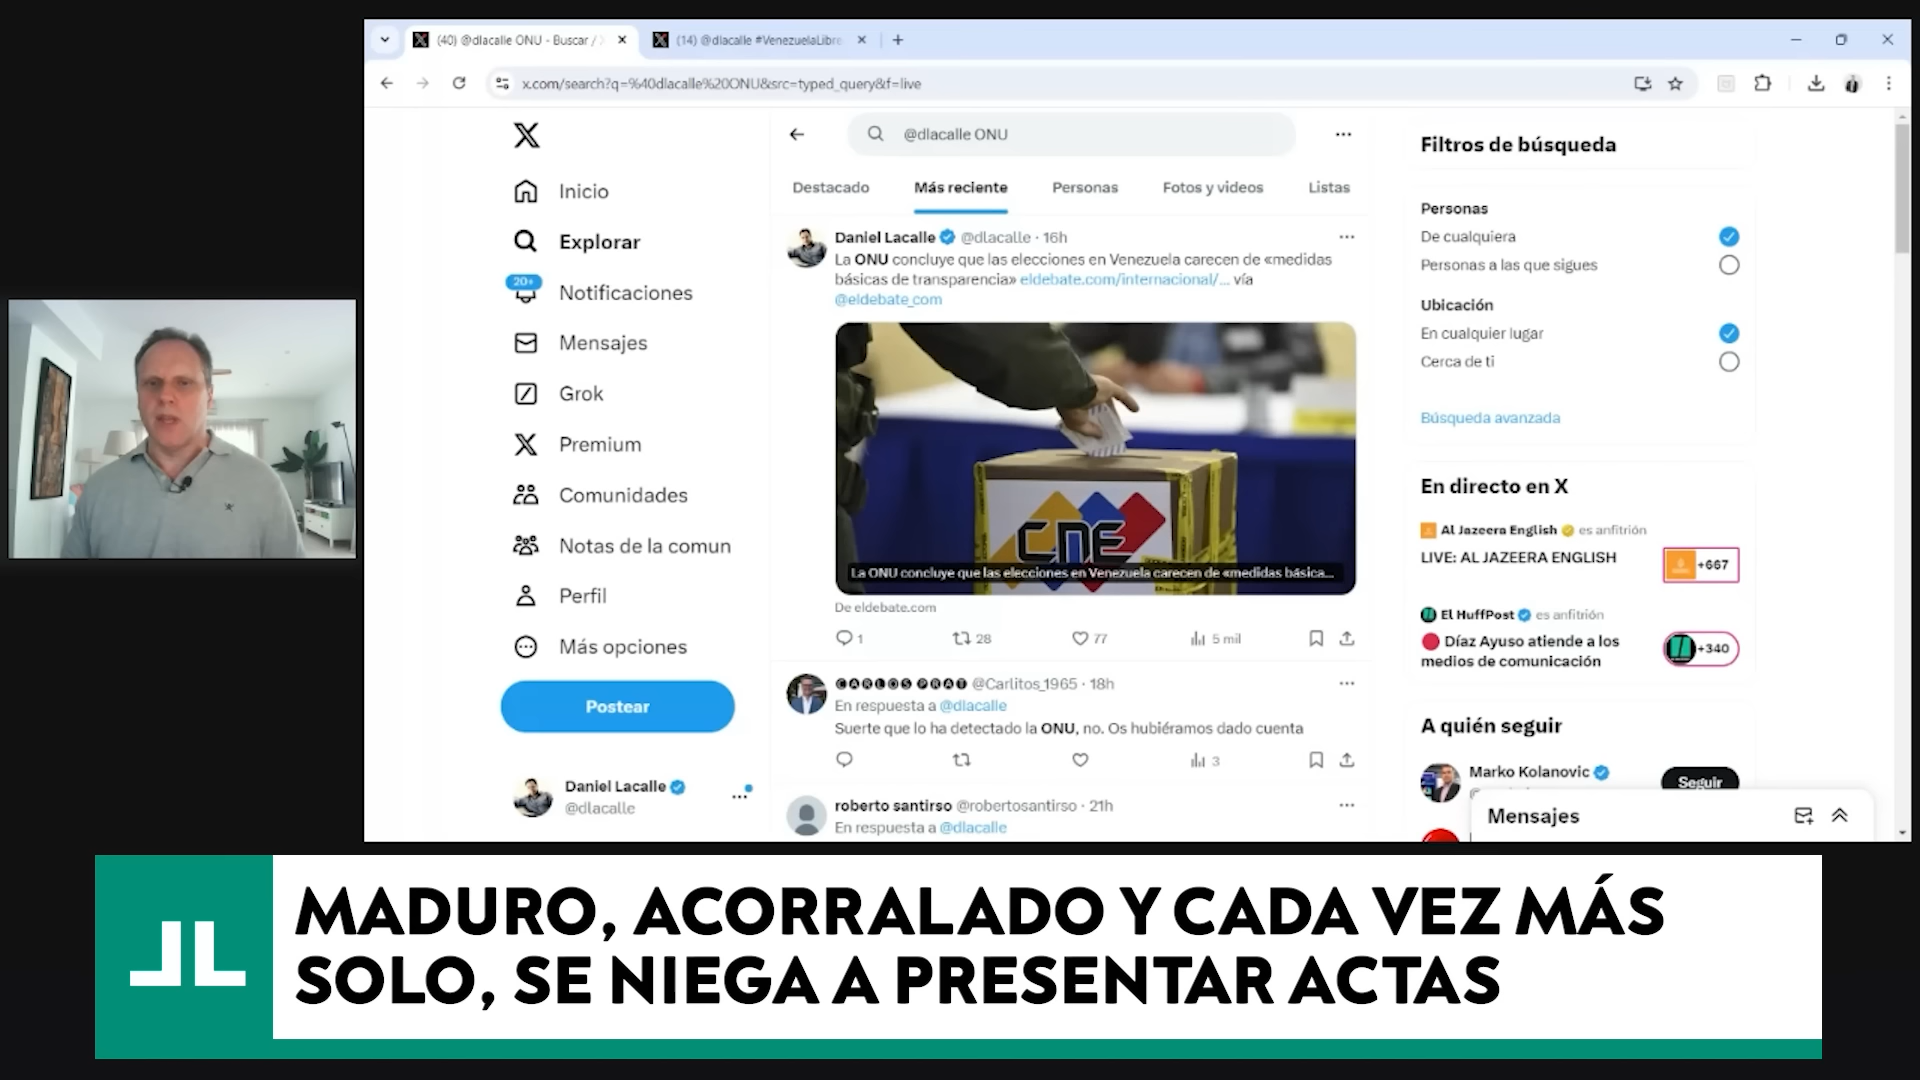 (40) @dlacalle ONU - Buscar /
(14) @dlacalle #VenezuelaLibre
x.com/search?q=%40dlacalle%20ONU&src=typed_query&f=live
@dlacalle ONU
Destacado
Más reciente
Personas
Fotos y videos
Listas
Inicio
Explorar
20+
Notificaciones
Mensajes
Grok
Premium
Comunidades
Notas de la comun
Perfil
Más opciones
Postear
Daniel Lacalle
@dlacalle
Daniel Lacalle @dlacalle · 16h
La ONU concluye que las elecciones en Venezuela carecen de «medidas
básicas de transparencia» eldebate.com/internacional/... vía
@eldebate_com
CNE
La ONU concluye que las elecciones en Venezuela carecen de «medidas básica...
De eldebate.com
1
28
77
5 mil
CARLOS PRAT @Carlitos_1965 · 18h
En respuesta a @dlacalle
Suerte que lo ha detectado la ONU, no. Os hubiéramos dado cuenta
3
roberto santirso @robertosantirso · 21h
En respuesta a @dlacalle
Filtros de búsqueda
Personas
De cualquiera
Personas a las que sigues
Ubicación
En cualquier lugar
Cerca de ti
Búsqueda avanzada
En directo en X
Al Jazeera English es anfitrión
LIVE: AL JAZEERA ENGLISH
+667
El HuffPost es anfitrión
Díaz Ayuso atiende a los
medios de comunicación
+340
A quién seguir
Marko Kolanovic
Seguir
Mensajes
MADURO, ACORRALADO Y CADA VEZ MÁS
SOLO, SE NIEGA A PRESENTAR ACTAS